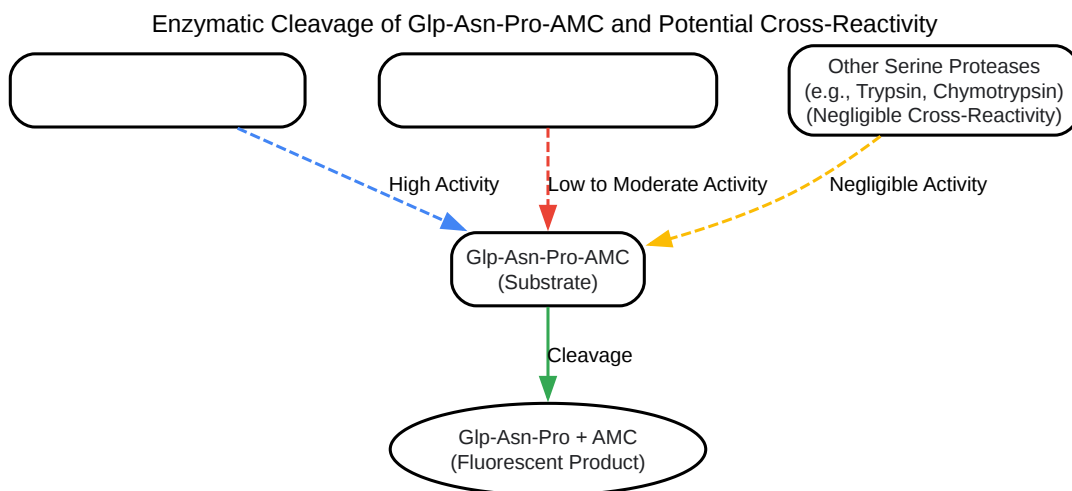 Enzymatic Cleavage of Glp-Asn-Pro-AMC and Potential Cross-Reactivity
Other Serine Proteases
(e.g., Trypsin, Chymotrypsin)
(Negligible Cross-Reactivity)
High Activity
Low to Moderate Activity
Negligible Activity
Glp-Asn-Pro-AMC
(Substrate)
Cleavage
Glp-Asn-Pro + AMC
(Fluorescent Product)